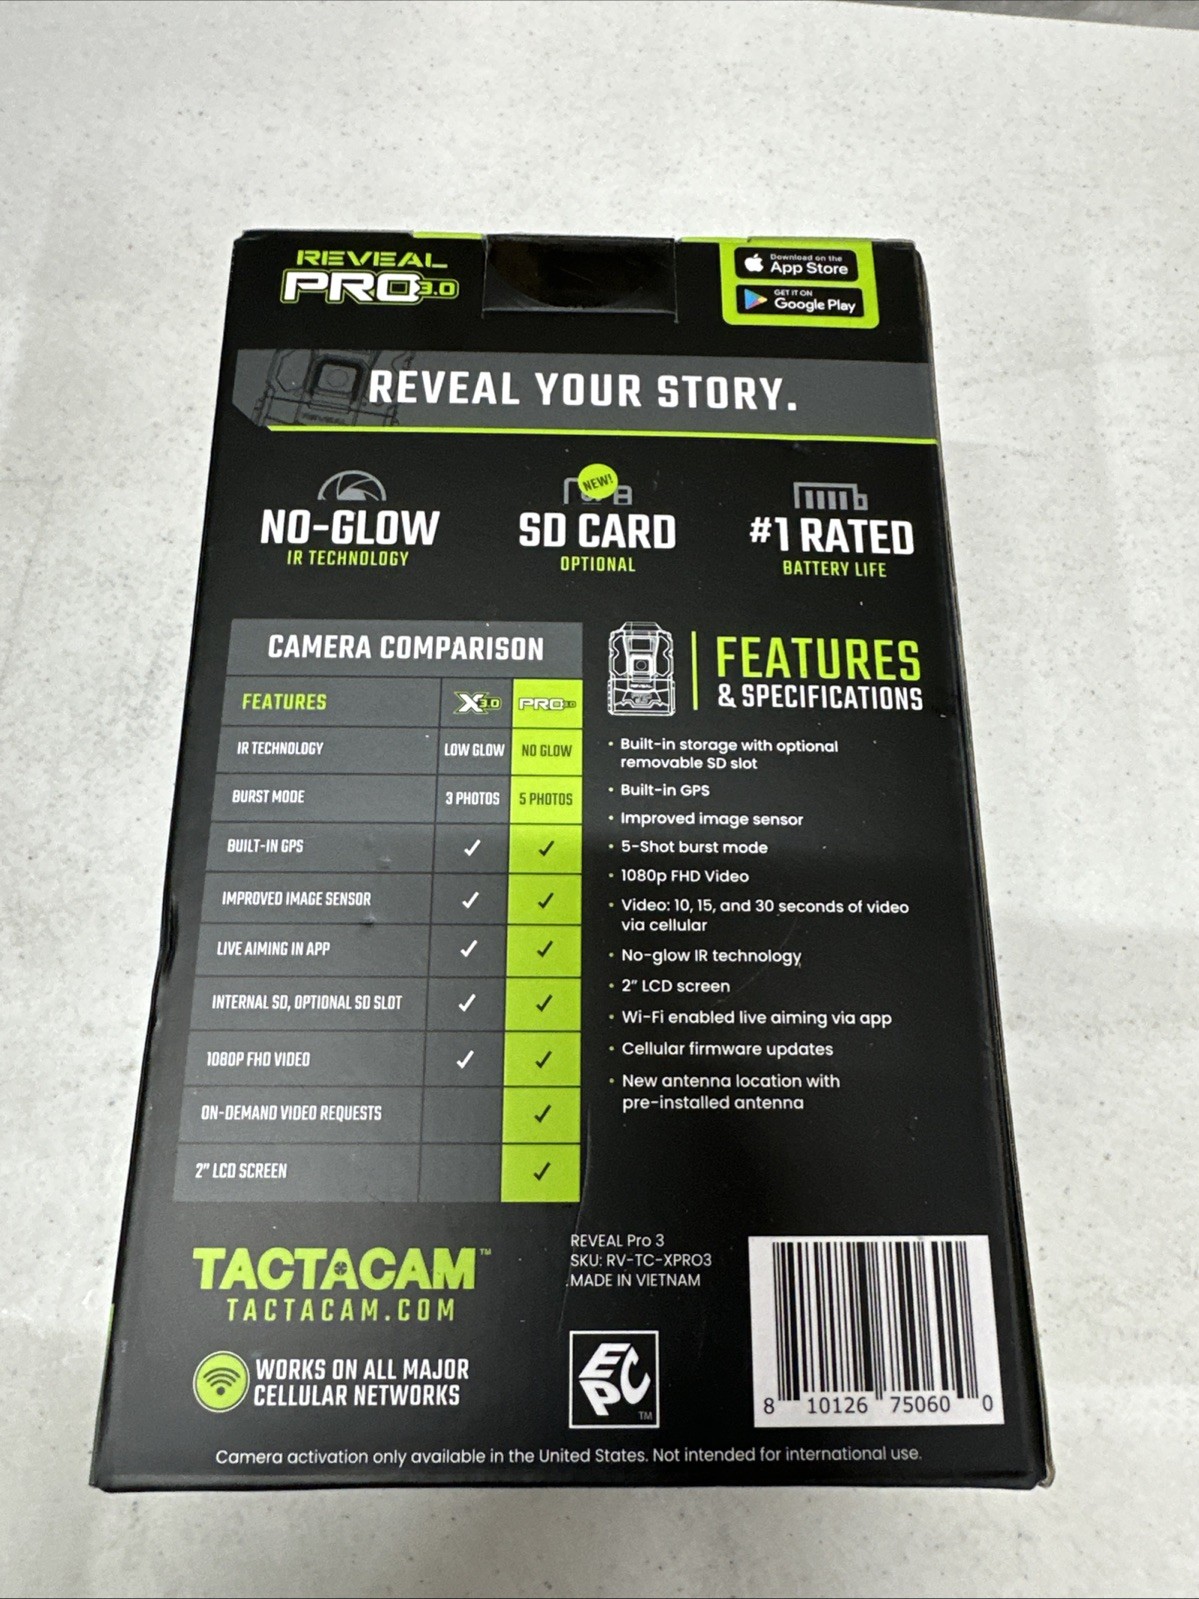 REVEAL
PRO 3.0
Download on the
App Store
GET IT ON
Google Play
REVEAL YOUR STORY.
NO-GLOW
IR TECHNOLOGY
NEW!
SD CARD
OPTIONAL
#1 RATED
BATTERY LIFE
CAMERA COMPARISON
FEATURES X 3.0 PRO 3.0
IR TECHNOLOGY LOW GLOW NO GLOW
BURST MODE 3 PHOTOS 5 PHOTOS
BUILT-IN GPS ✓ ✓
IMPROVED IMAGE SENSOR ✓ ✓
LIVE AIMING IN APP ✓ ✓
INTERNAL SD, OPTIONAL SD SLOT ✓ ✓
1080P FHD VIDEO ✓ ✓
ON-DEMAND VIDEO REQUESTS ✓
2" LCD SCREEN ✓
REVEAL
FEATURES
& SPECIFICATIONS
• Built-in storage with optional
removable SD slot
• Built-in GPS
• Improved image sensor
• 5-Shot burst mode
• 1080p FHD Video
• Video: 10, 15, and 30 seconds of video
via cellular
• No-glow IR technology
• 2" LCD screen
• Wi-Fi enabled live aiming via app
• Cellular firmware updates
• New antenna location with
pre-installed antenna
TACTACAM™
TACTACAM.COM
WORKS ON ALL MAJOR
CELLULAR NETWORKS
REVEAL Pro 3
SKU: RV-TC-XPRO3
MADE IN VIETNAM
EPC
TM
8 10126 75060 0
Camera activation only available in the United States. Not intended for international use.